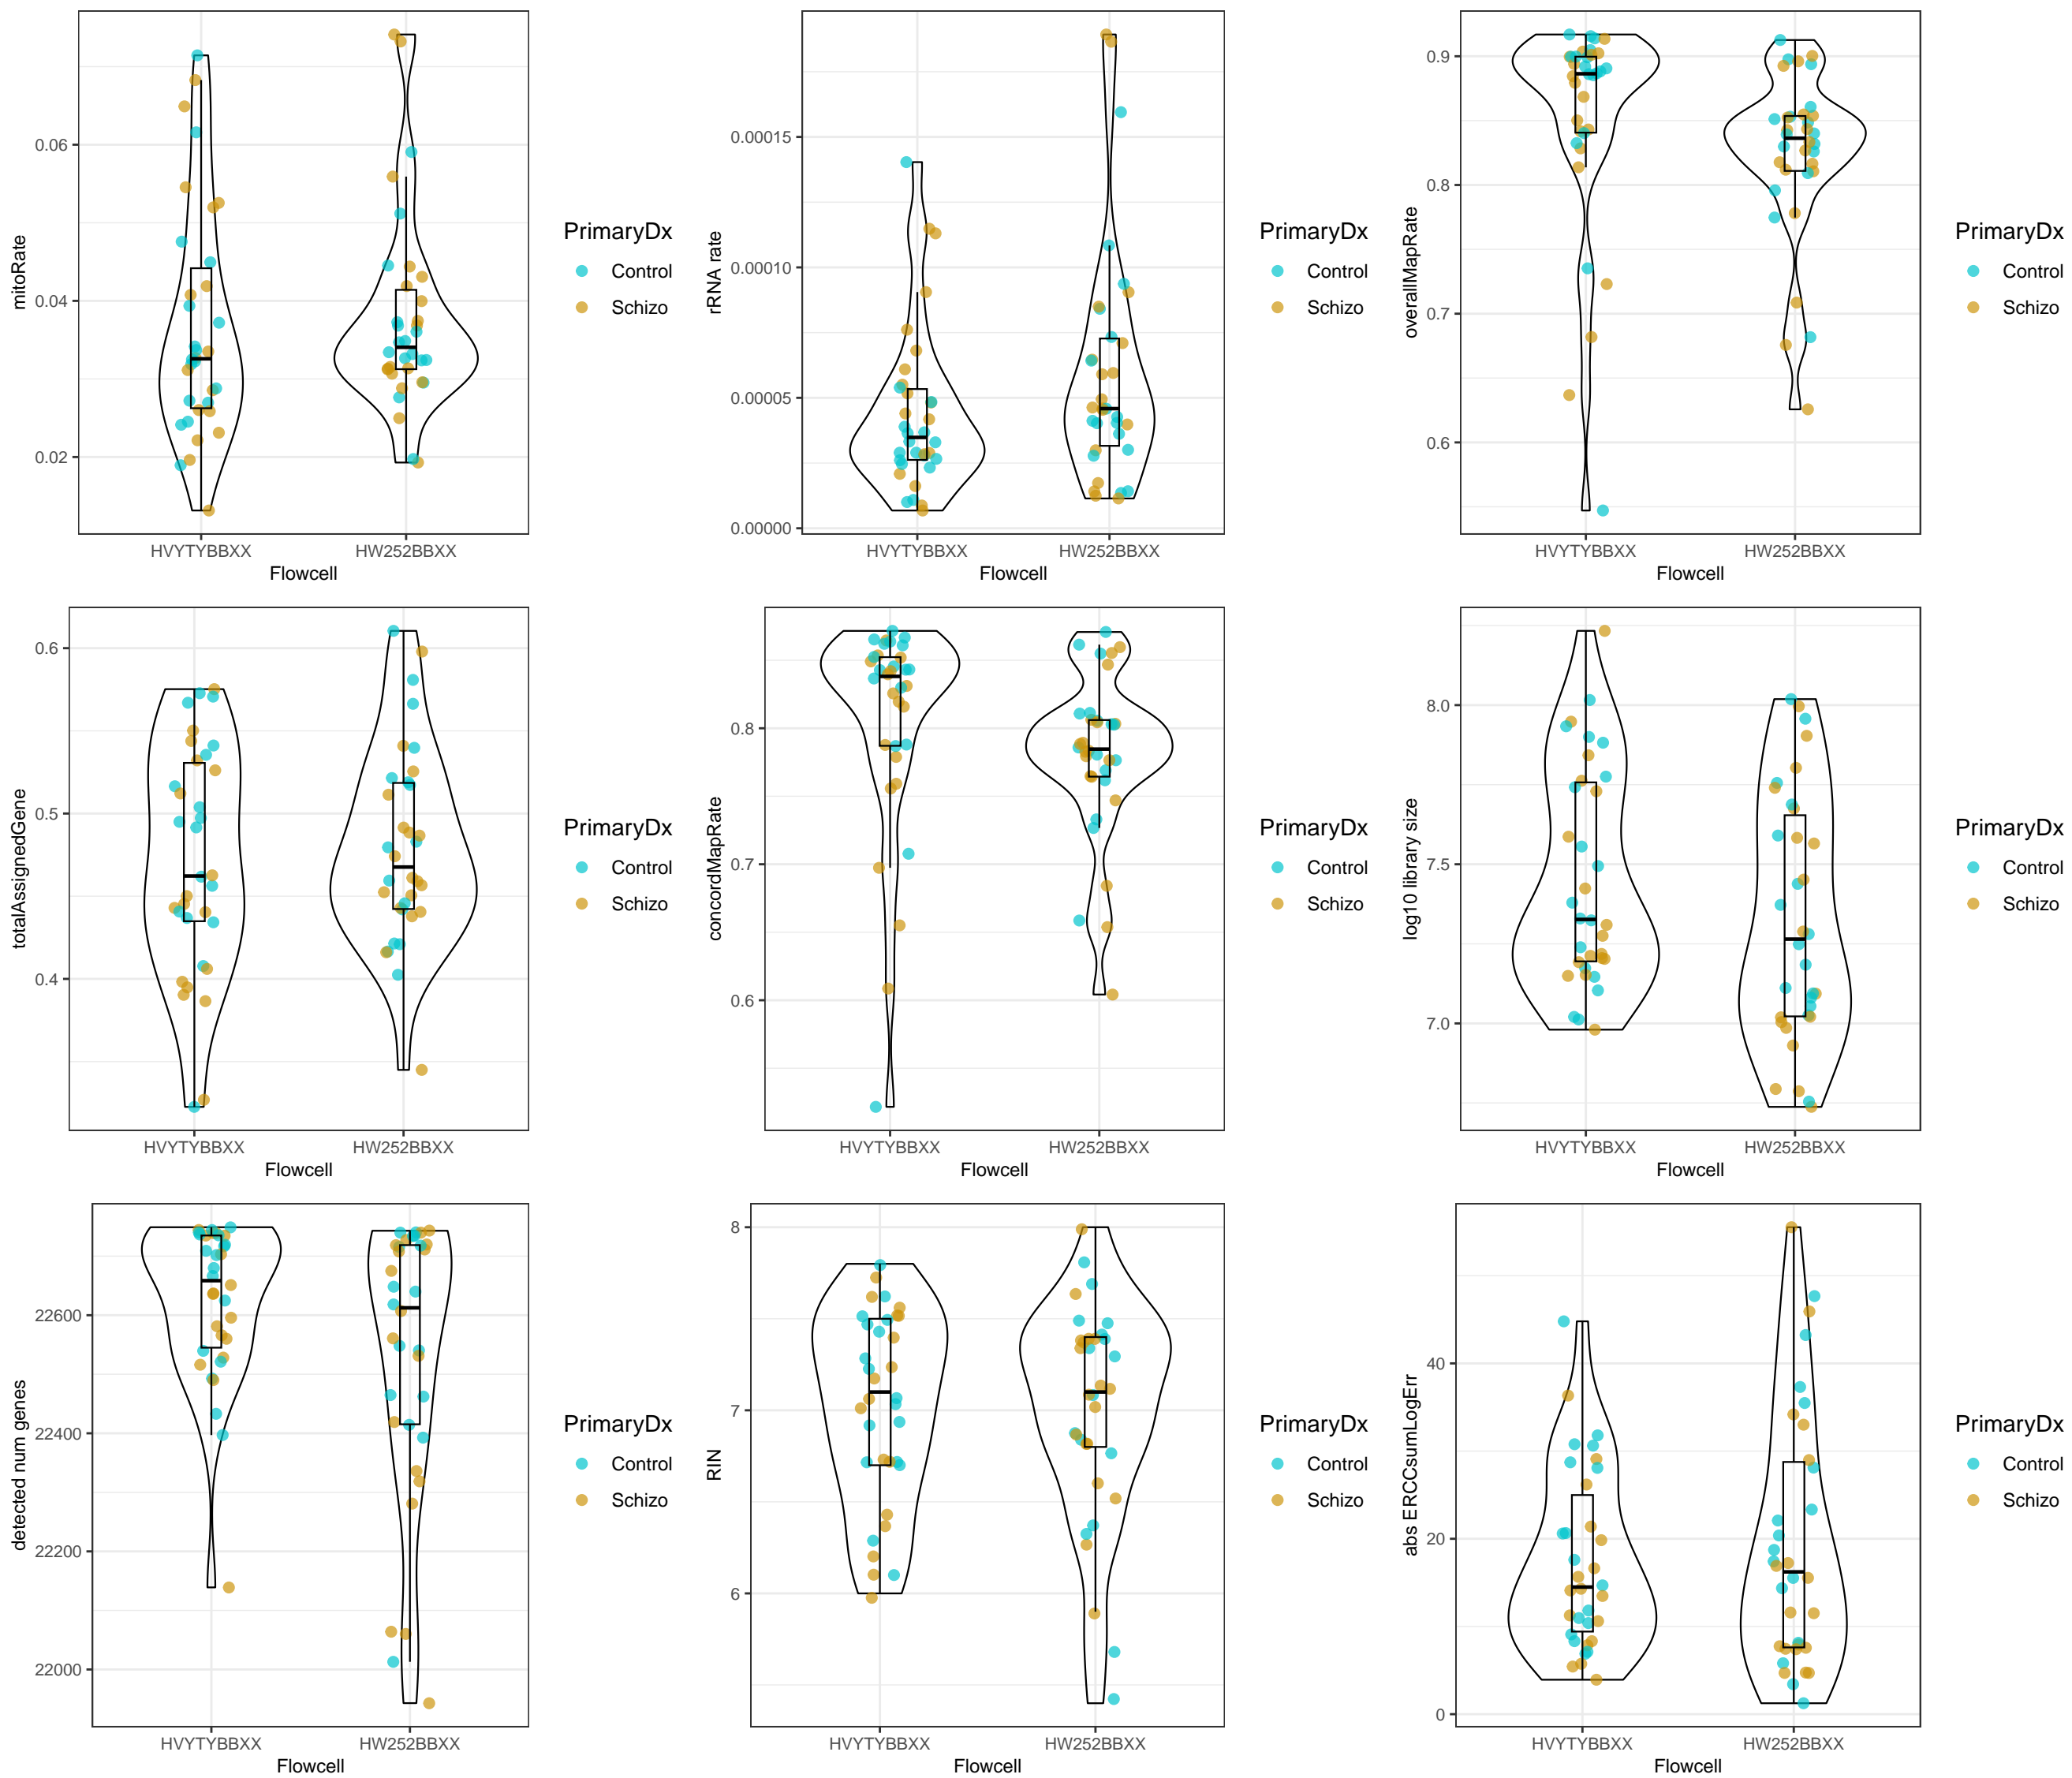 mitoRate
0.06
0.04
0.02
HVYTYBBXX HW252BBXX
Flowcell
PrimaryDx
Control
Schizo
rRNA rate
0.00015
0.00010
0.00005
0.00000
HVYTYBBXX HW252BBXX
Flowcell
PrimaryDx
Control
Schizo
overallMapRate
0.9
0.8
0.7
0.6
HVYTYBBXX HW252BBXX
Flowcell
PrimaryDx
Control
Schizo
totalAssignedGene
0.6
0.5
0.4
HVYTYBBXX HW252BBXX
Flowcell
PrimaryDx
Control
Schizo
concordMapRate
0.8
0.7
0.6
HVYTYBBXX HW252BBXX
Flowcell
PrimaryDx
Control
Schizo
log10 library size
8.0
7.5
7.0
HVYTYBBXX HW252BBXX
Flowcell
PrimaryDx
Control
Schizo
detected num genes
22600
22400
22200
22000
HVYTYBBXX HW252BBXX
Flowcell
PrimaryDx
Control
Schizo
RIN
8
7
6
HVYTYBBXX HW252BBXX
Flowcell
PrimaryDx
Control
Schizo
abs ERCCsumLogErr
40
20
0
HVYTYBBXX HW252BBXX
Flowcell
PrimaryDx
Control
Schizo